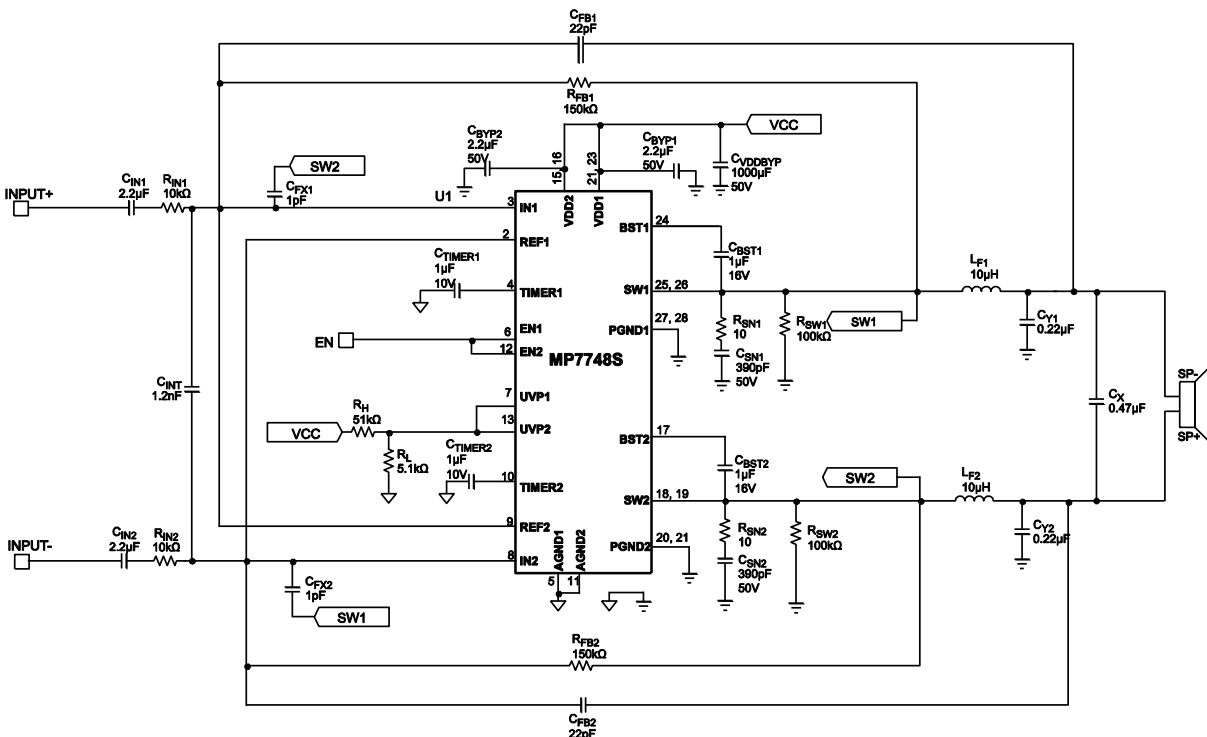 CFB1
22pF
RFB1
150kΩ
VCC
CBYP2
2.2µF
50V
15, 16
21, 23
CBYP1
2.2µF
50V
CVDDBYP
1000µF
50V
SW2
INPUT+
CIN1
2.2µF
RIN1
10kΩ
CFX1
1pF
U1
3
IN1
VDD2
VDD1
BST1
24
2
REF1
CBST1
1µF
16V
CTIMER1
1µF
10V
4
TIMER1
SW1
25, 26
LF1
10µH
EN
6
EN1
12
EN2
PGND1
27, 28
RSN1
10
RSW1
100kΩ
SW1
CY1
0.22µF
MP7748S
CSN1
390pF
50V
CINT
1.2nF
7
UVP1
13
UVP2
VCC
RH
51kΩ
RL
5.1kΩ
CX
0.47µF
SP-
SP+
BST2
17
CTIMER2
1µF
10V
10
TIMER2
CBST2
1µF
16V
SW2
SW2
18, 19
LF2
10µH
9
REF2
INPUT-
CIN2
2.2µF
RIN2
10kΩ
8
IN2
AGND1
AGND2
PGND2
20, 21
RSN2
10
RSW2
100kΩ
CY2
0.22µF
CSN2
390pF
50V
5
11
CFX2
1pF
SW1
RFB2
150kΩ
CFB2
22pF